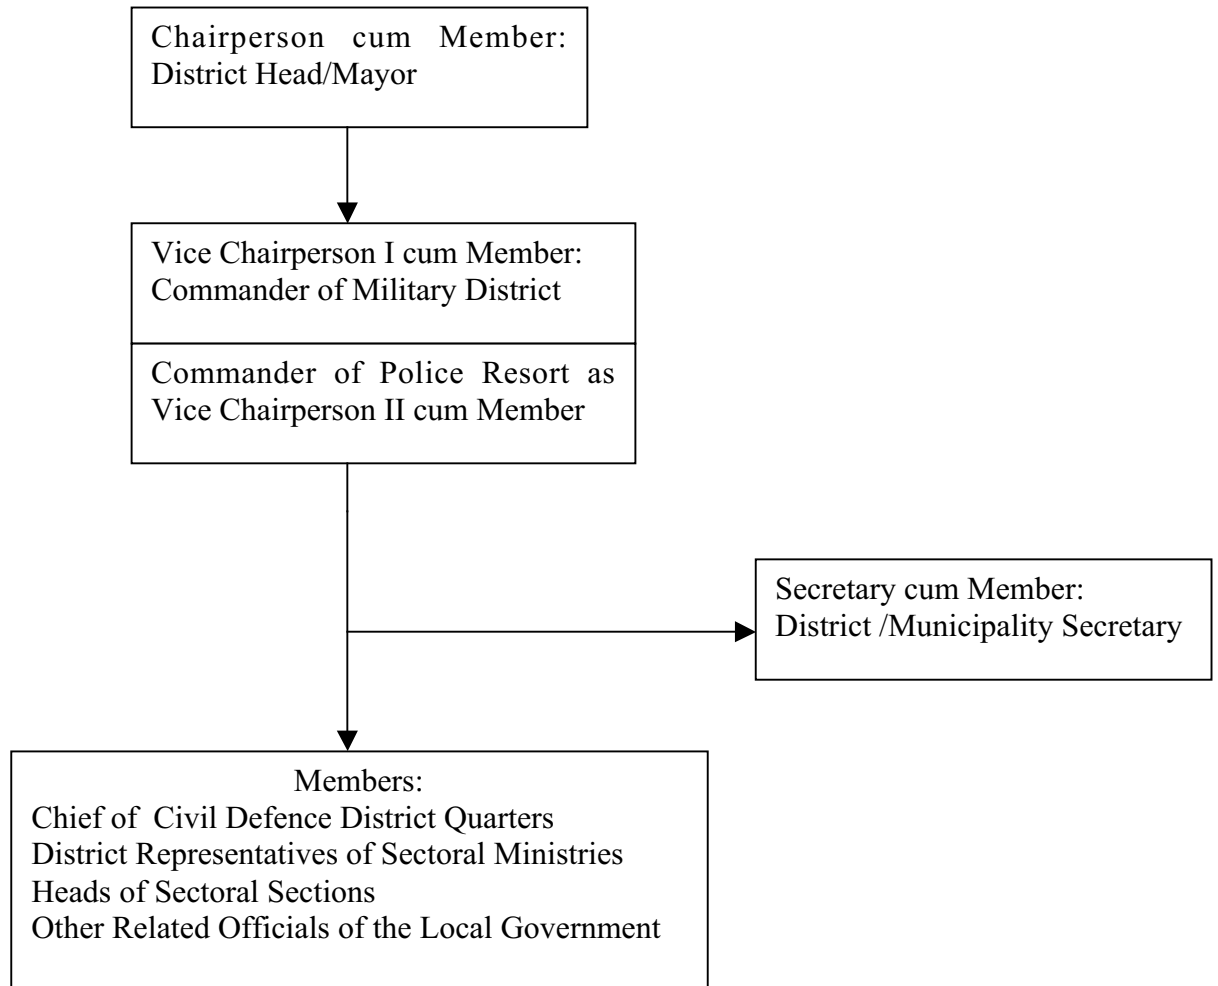 Chairperson cum Member:
District Head/Mayor
Vice Chairperson I cum Member:
Commander of Military District
Commander of Police Resort as
Vice Chairperson II cum Member
Secretary cum Member:
District /Municipality Secretary
Members:
Chief of Civil Defence District Quarters
District Representatives of Sectoral Ministries
Heads of Sectoral Sections
Other Related Officials of the Local Government